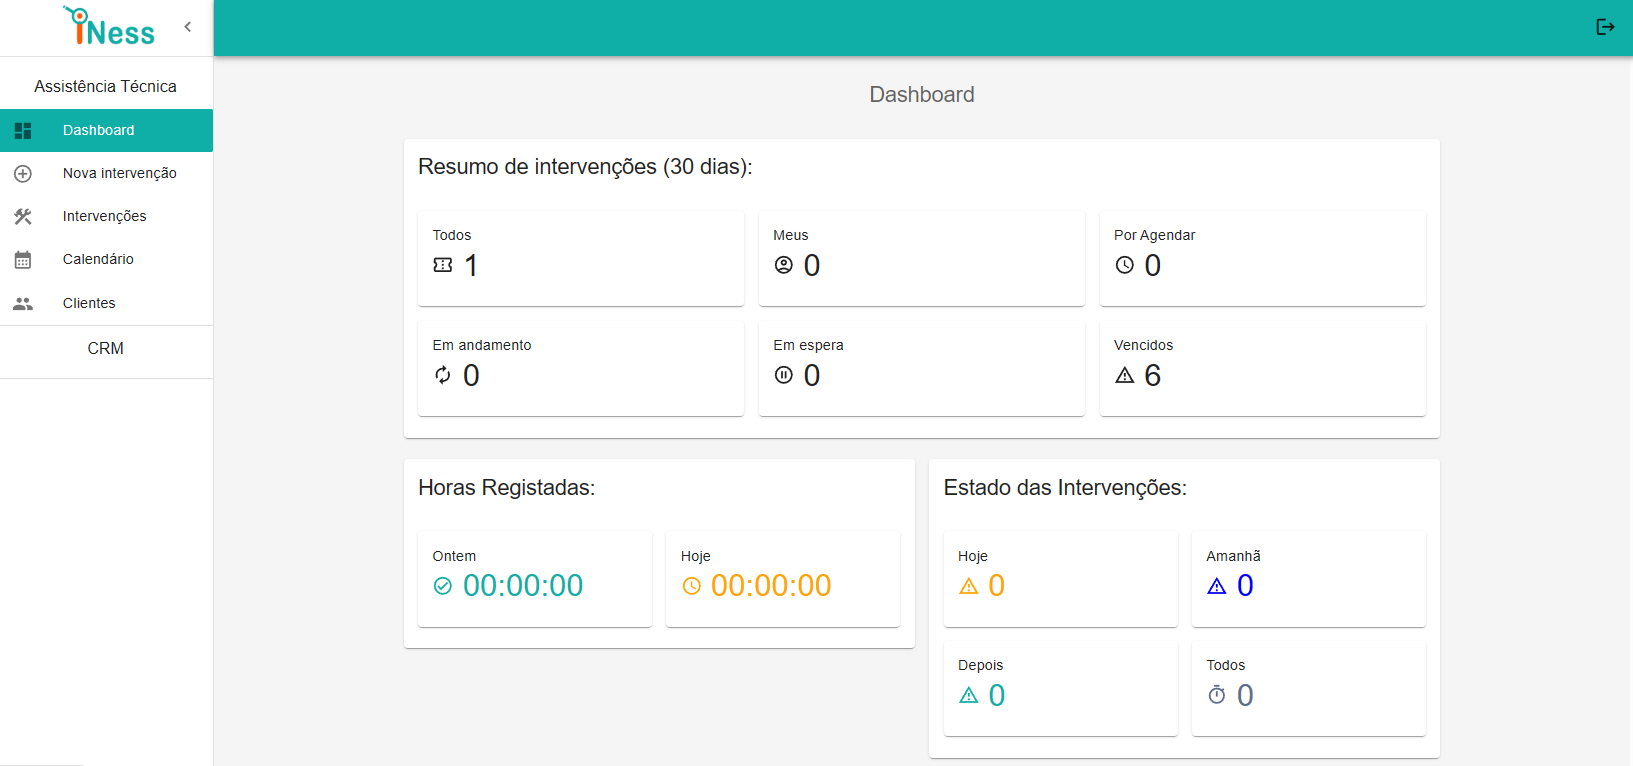 iNess
Assistência Técnica
Dashboard
Nova intervenção
Intervenções
Calendário
Clientes
CRM
Dashboard
Resumo de intervenções (30 dias):
Todos
1
Meus
0
Por Agendar
0
Em andamento
0
Em espera
0
Vencidos
6
Horas Registadas:
Ontem
00:00:00
Hoje
00:00:00
Estado das Intervenções:
Hoje
0
Amanhã
0
Depois
0
Todos
0